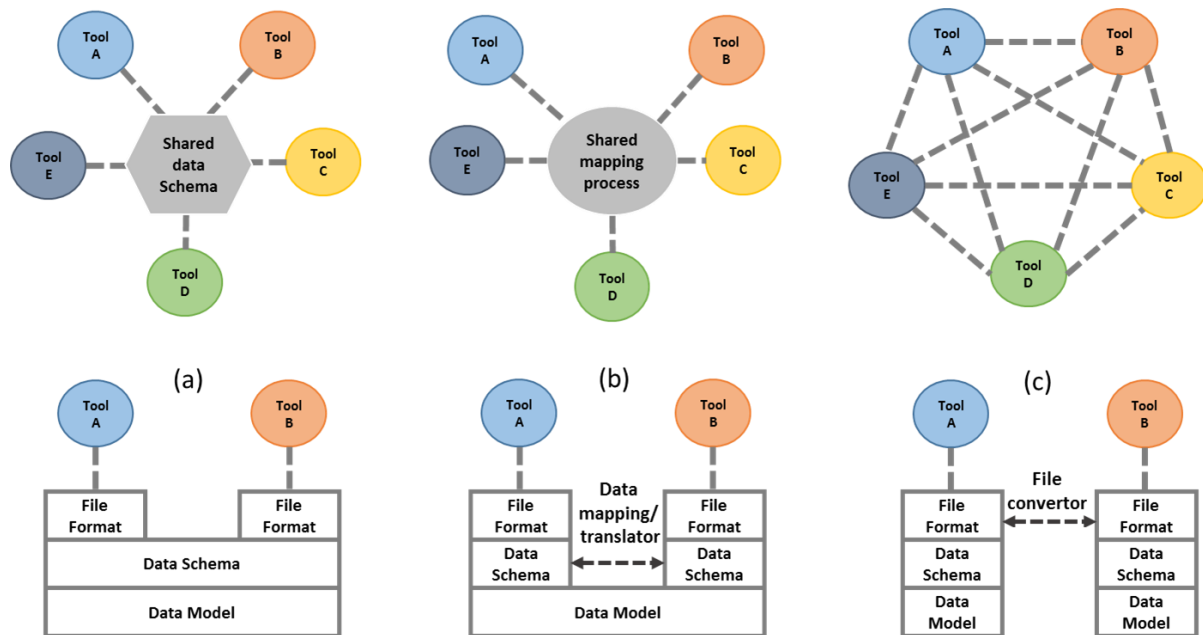 Tool
A
Tool
B
Shared
data
Schema
Tool
E
Tool
C
Tool
D
(a)
Tool
A
Tool
B
Shared
mapping
process
Tool
E
Tool
C
Tool
D
(b)
Tool
A
Tool
B
Tool
E
Tool
C
Tool
D
(c)
Tool
A
Tool
B
File
Format
File
Format
Data Schema
Data Model
Tool
A
Tool
B
File
Format
Data
mapping/
translator
File
Format
Data
Schema
Data
Schema
Data Model
Tool
A
Tool
B
File
Format
File
convertor
File
Format
Data
Schema
Data
Schema
Data
Model
Data
Model